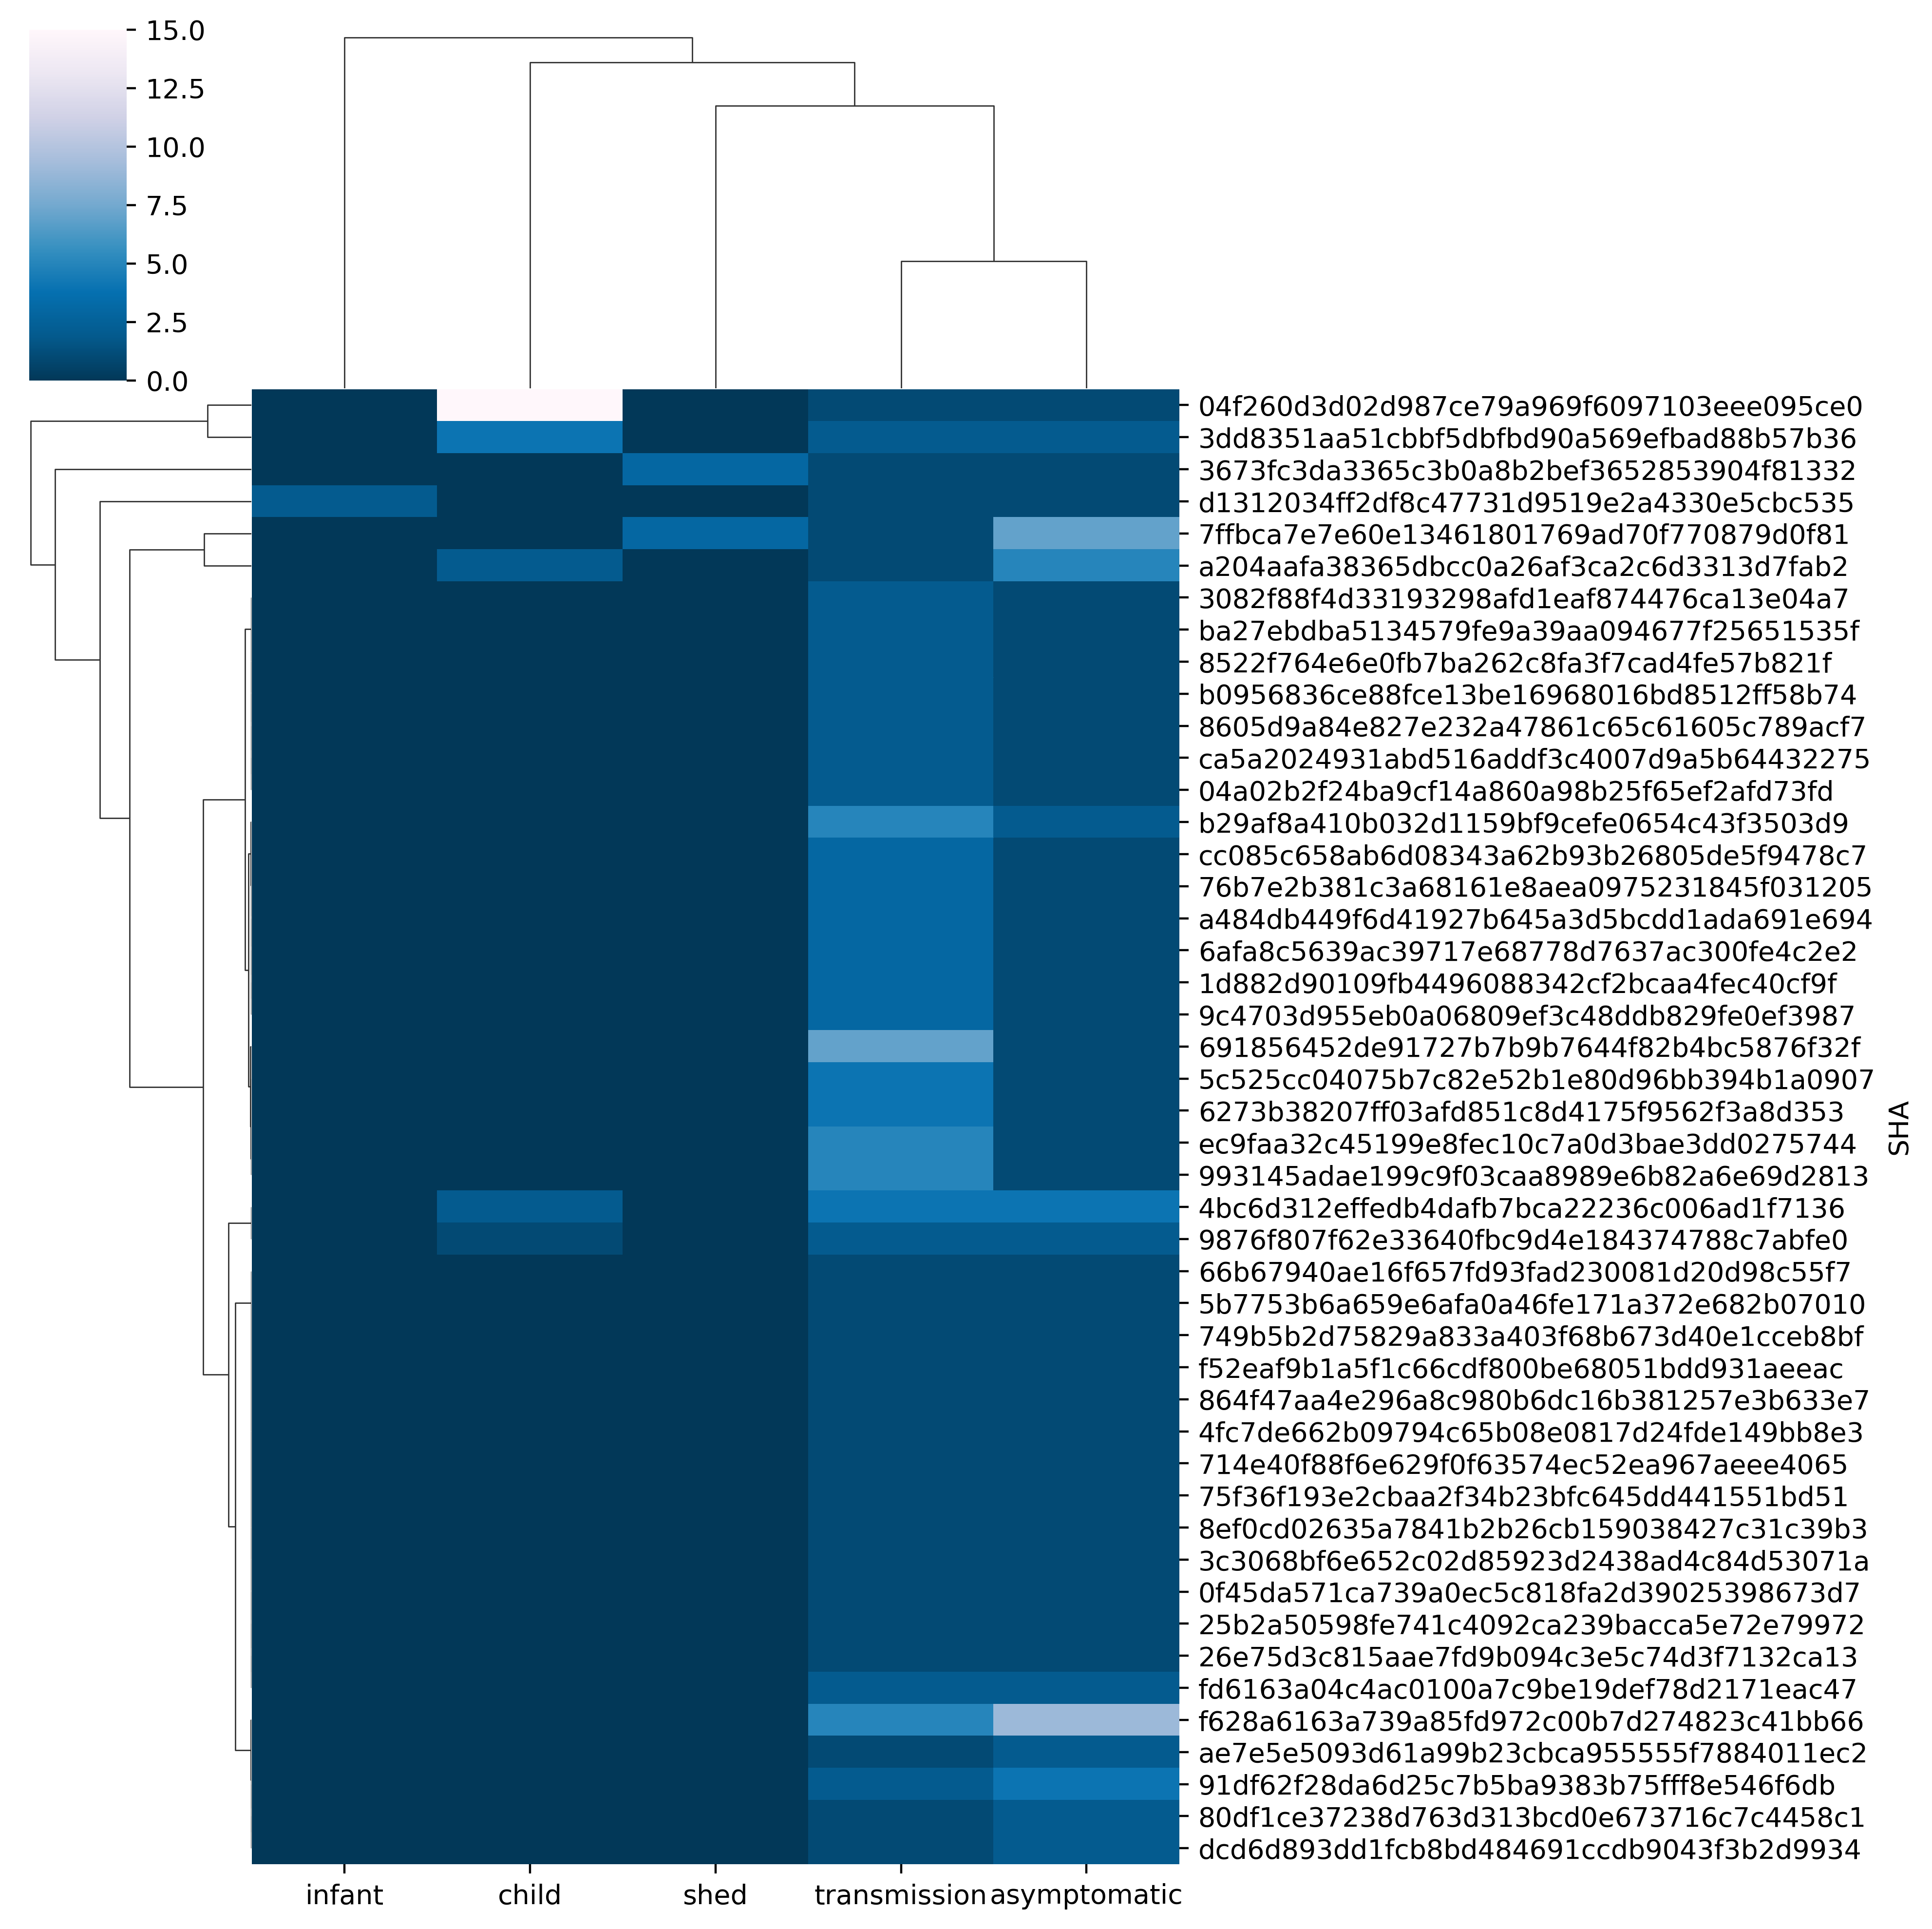 15.0
12.5
10.0
7.5
5.0
2.5
0.0
04f260d3d02d987ce79a969f6097103eee095ce0
3dd8351aa51cbbf5dbfbd90a569efbad88b57b36
3673fc3da3365c3b0a8b2bef3652853904f81332
d1312034ff2df8c47731d9519e2a4330e5cbc535
7ffbca7e7e60e13461801769ad70f770879d0f81
a204aafa38365dbcc0a26af3ca2c6d3313d7fab2
3082f88f4d33193298afd1eaf874476ca13e04a7
ba27ebdba5134579fe9a39aa094677f25651535f
8522f764e6e0fb7ba262c8fa3f7cad4fe57b821f
b0956836ce88fce13be16968016bd8512ff58b74
8605d9a84e827e232a47861c65c61605c789acf7
ca5a2024931abd516addf3c4007d9a5b64432275
04a02b2f24ba9cf14a860a98b25f65ef2afd73fd
b29af8a410b032d1159bf9cefe0654c43f3503d9
cc085c658ab6d08343a62b93b26805de5f9478c7
76b7e2b381c3a68161e8aea0975231845f031205
a484db449f6d41927b645a3d5bcdd1ada691e694
6afa8c5639ac39717e68778d7637ac300fe4c2e2
1d882d90109fb4496088342cf2bcaa4fec40cf9f
9c4703d955eb0a06809ef3c48ddb829fe0ef3987
691856452de91727b7b9b7644f82b4bc5876f32f
5c525cc04075b7c82e52b1e80d96bb394b1a0907
6273b38207ff03afd851c8d4175f9562f3a8d353
ec9faa32c45199e8fec10c7a0d3bae3dd0275744
993145adae199c9f03caa8989e6b82a6e69d2813
4bc6d312effedb4dafb7bca22236c006ad1f7136
9876f807f62e33640fbc9d4e184374788c7abfe0
66b67940ae16f657fd93fad230081d20d98c55f7
5b7753b6a659e6afa0a46fe171a372e682b07010
749b5b2d75829a833a403f68b673d40e1cceb8bf
f52eaf9b1a5f1c66cdf800be68051bdd931aeeac
864f47aa4e296a8c980b6dc16b381257e3b633e7
4fc7de662b09794c65b08e0817d24fde149bb8e3
714e40f88f6e629f0f63574ec52ea967aeee4065
75f36f193e2cbaa2f34b23bfc645dd441551bd51
8ef0cd02635a7841b2b26cb159038427c31c39b3
3c3068bf6e652c02d85923d2438ad4c84d53071a
0f45da571ca739a0ec5c818fa2d39025398673d7
25b2a50598fe741c4092ca239bacca5e72e79972
26e75d3c815aae7fd9b094c3e5c74d3f7132ca13
fd6163a04c4ac0100a7c9be19def78d2171eac47
f628a6163a739a85fd972c00b7d274823c41bb66
ae7e5e5093d61a99b23cbca955555f7884011ec2
91df62f28da6d25c7b5ba9383b75fff8e546f6db
80df1ce37238d763d313bcd0e673716c7c4458c1
dcd6d893dd1fcb8bd484691ccdb9043f3b2d9934
SHA
infant child shed transmission asymptomatic